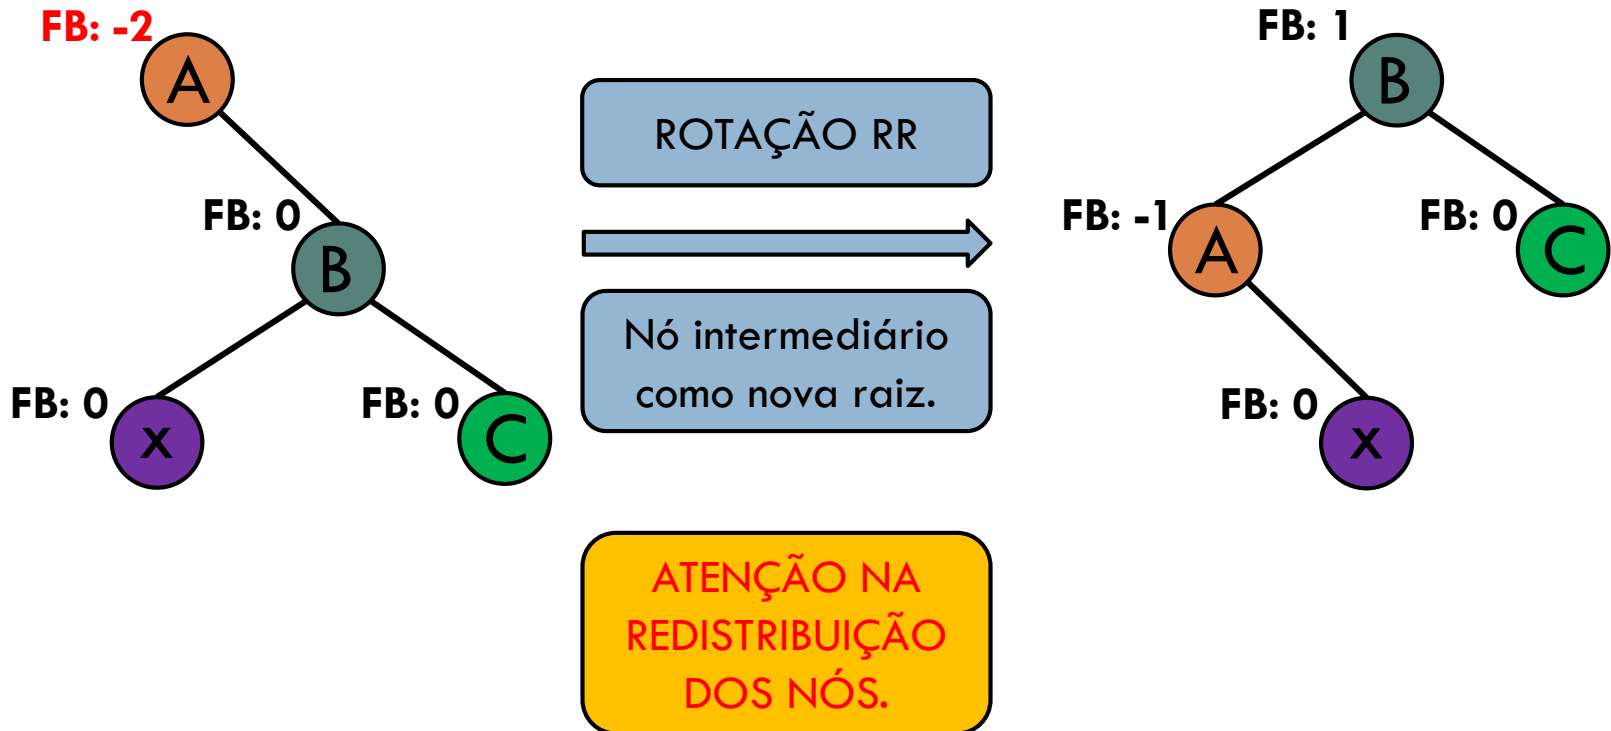 FB: -2
A
FB: 0
B
FB: 0
x
FB: 0
C
ROTAÇÃO RR
Nó intermediário
como nova raiz.
ATENÇÃO NA
REDISTRIBUIÇÃO
DOS NÓS.
FB: 1
B
FB: -1
A
FB: 0
C
FB: 0
x